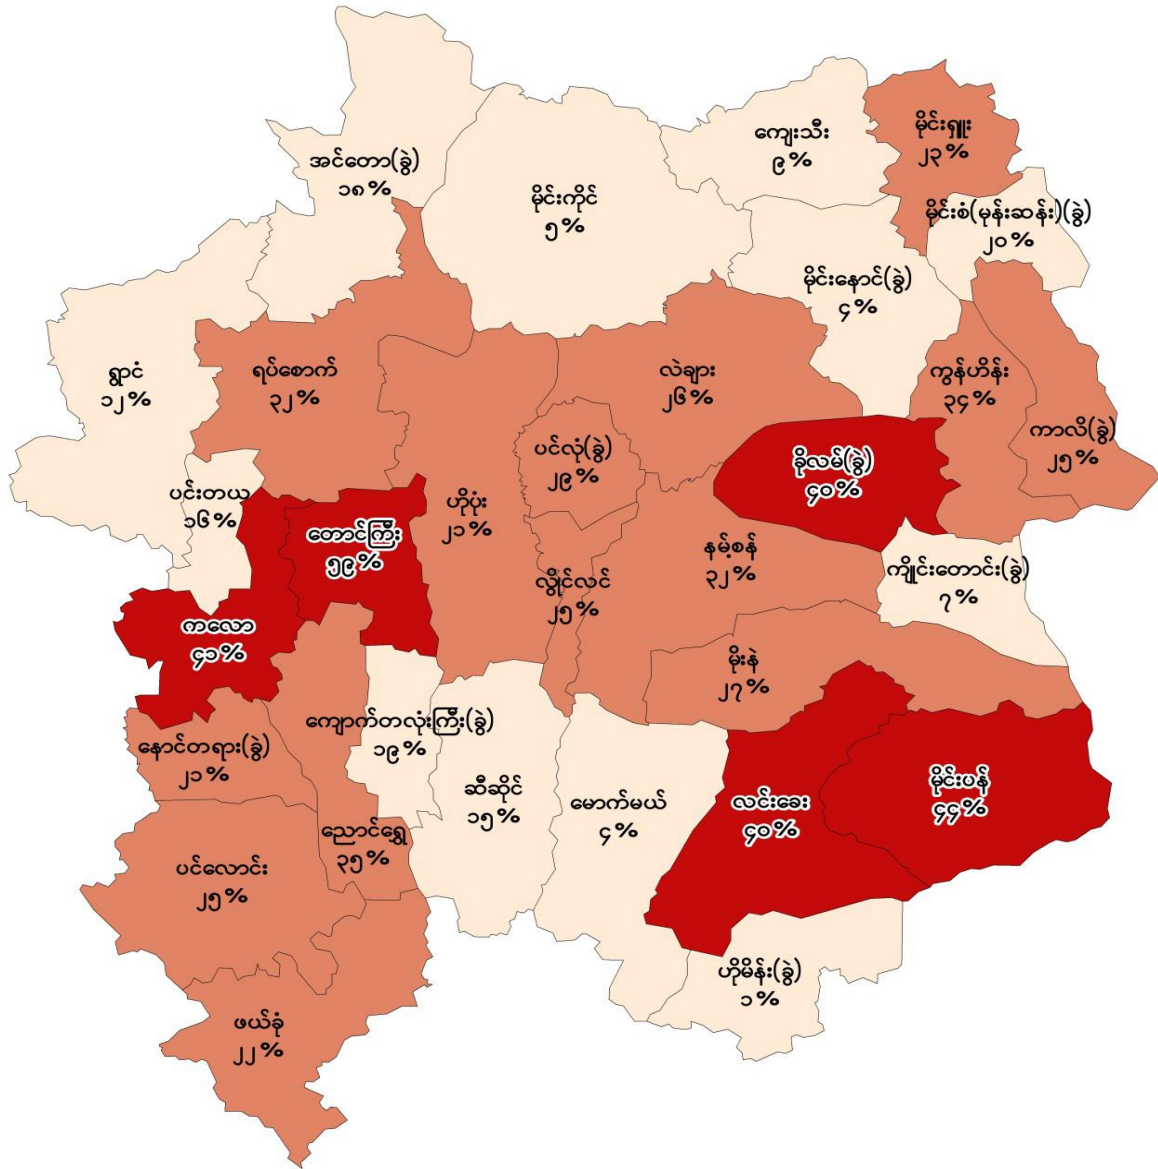 ကျေးသီး
၉%
မိုင်းရှူး
၂၃%
အင်တော(ခွဲ)
၁၈%
မိုင်းကိုင်
၅%
မိုင်းစံ(မုန်းဆန်း)(ခွဲ)
၂၀%
မိုင်းနောင်(ခွဲ)
၄%
ရွာငံ
၁၂%
ရပ်စောက်
၃၂%
လဲချား
၂၆%
ကွန်ဟိန်း
၃၄%
ကာလိ(ခွဲ)
၂၅%
ပင်လုံ(ခွဲ)
၂၉%
ခိုလမ်(ခွဲ)
၄၀%
ပင်းတယ
၁၆%
ဟိုပုံး
၂၁%
တောင်ကြီး
၅၉%
နမ့်စန်
၃၂%
ကျိုင်းတောင်း(ခွဲ)
၇%
လွိုင်လင်
၂၅%
ကလော
၄၁%
မိုးနဲ
၂၇%
ကျောက်တလုံးကြီး(ခွဲ)
၁၉%
နောင်တရား(ခွဲ)
၂၁%
ဆီဆိုင်
၁၅%
မောက်မယ်
၄%
လင်းခေး
၄၀%
မိုင်းပန်
၄၄%
ညောင်ရွှေ
၃၅%
ပင်လောင်း
၂၅%
ဟိုမိန်း(ခွဲ)
၁%
ဖယ်ခုံ
၂၂%